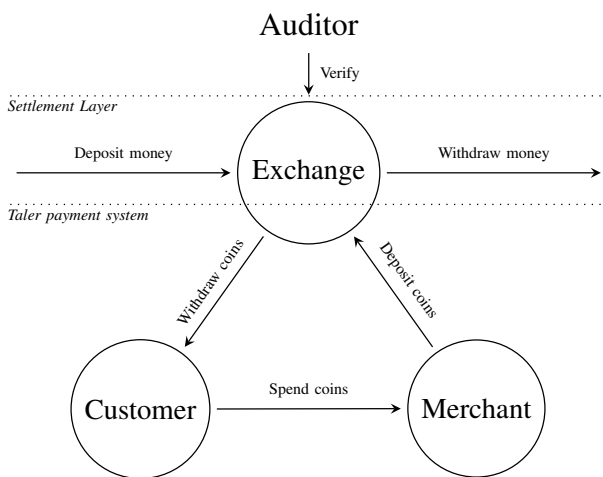 Auditor
Verify
Settlement Layer
Deposit money
Exchange
Withdraw money
Taler payment system
Withdraw coins
Deposit coins
Customer
Spend coins
Merchant